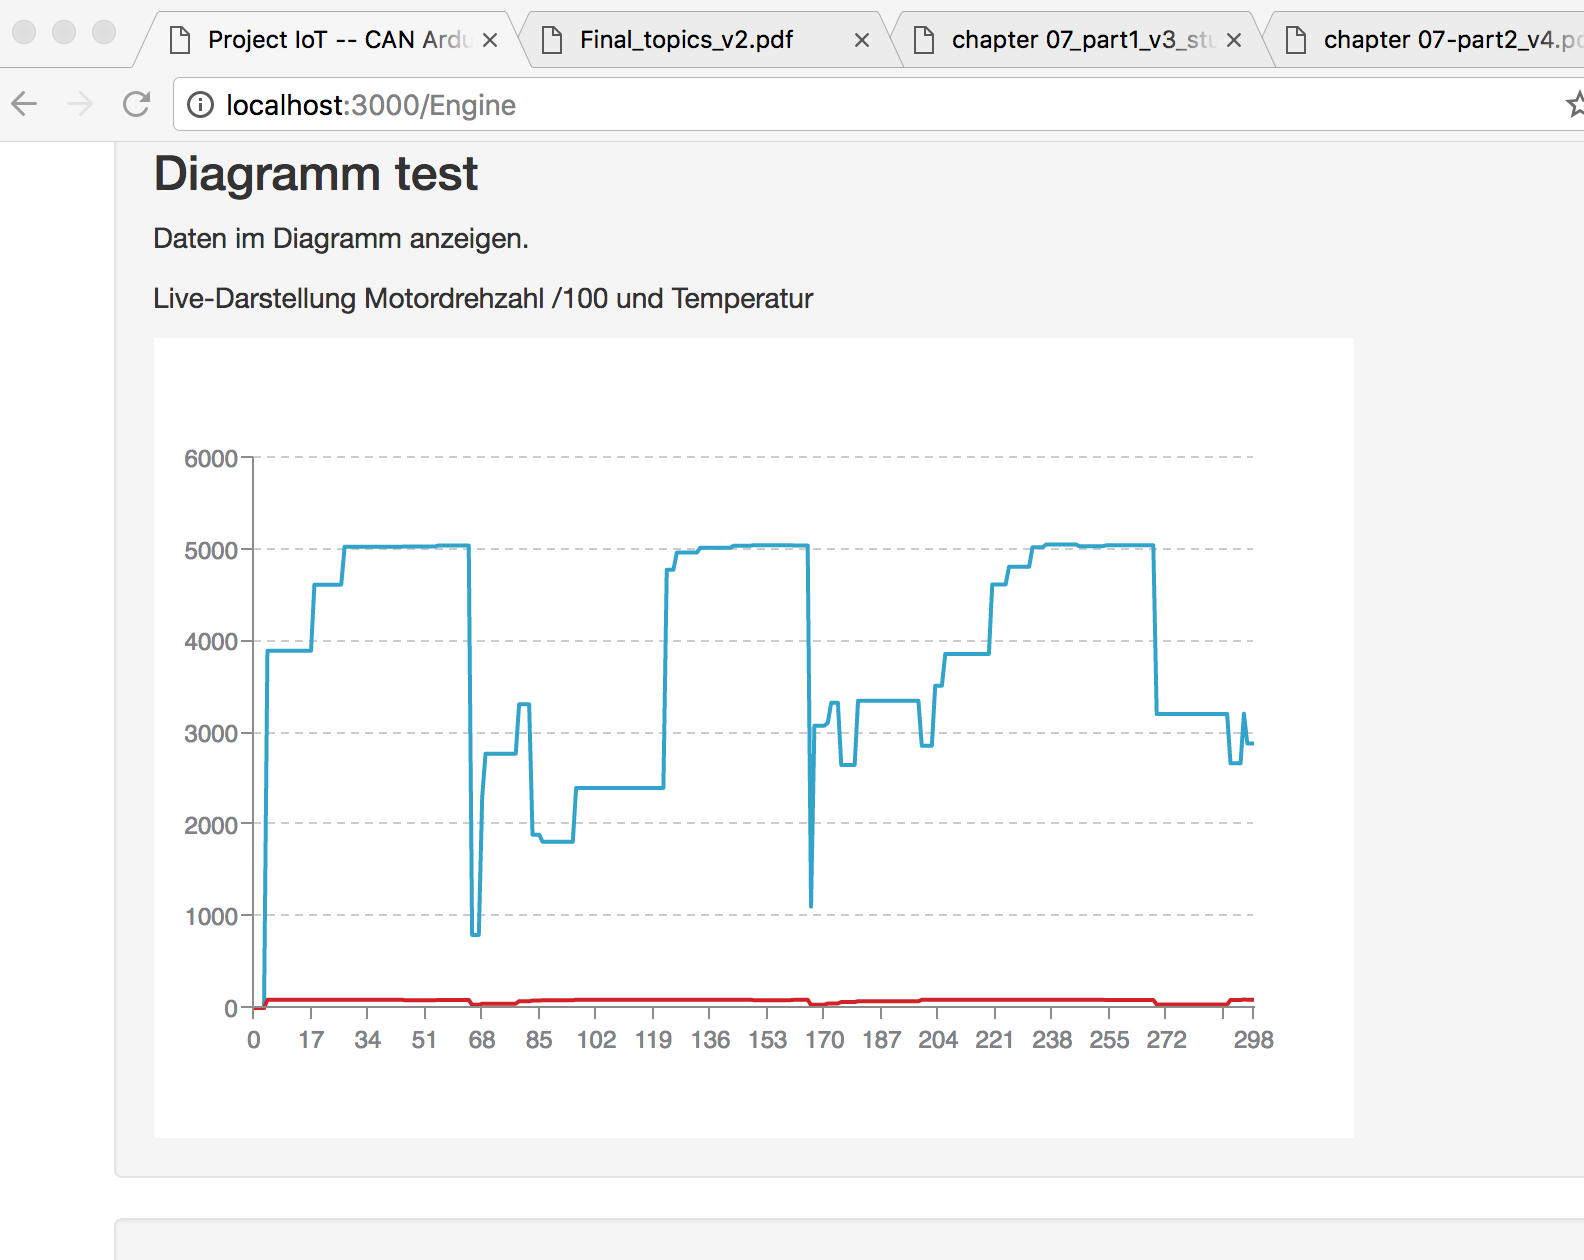 Project IoT -- CAN Ardu
Final_topics_v2.pdf
chapter 07_part1_v3_stu
chapter 07-part2_v4.pd
localhost:3000/Engine
Diagramm test
Daten im Diagramm anzeigen.
Live-Darstellung Motordrehzahl /100 und Temperatur
6000
5000
4000
3000
2000
1000
0
0 17 34 51 68 85 102 119 136 153 170 187 204 221 238 255 272 298